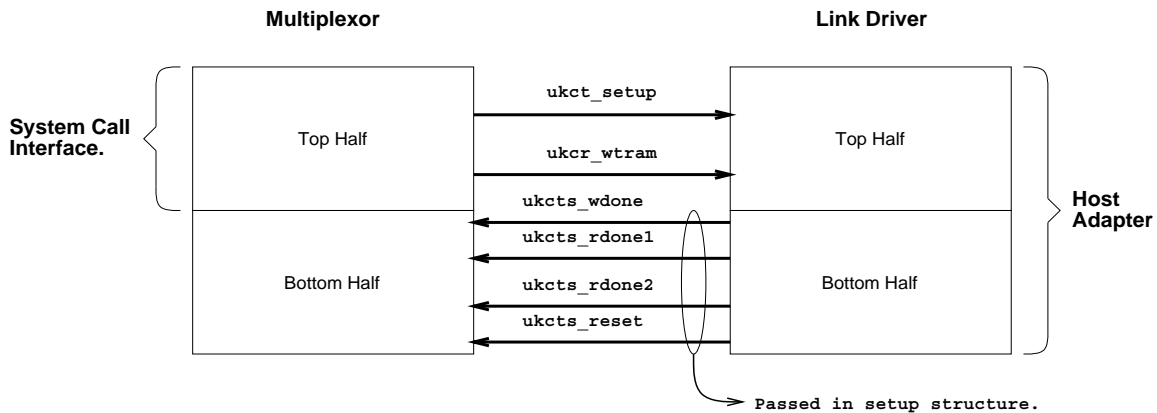 Multiplexor
Link Driver
System Call
Interface.
Top Half
ukct_setup
ukcr_wtram
Top Half
Host
Adapter
ukcts_wdone
ukcts_rdone1
Bottom Half
ukcts_rdone2
ukcts_reset
Bottom Half
Passed in setup structure.